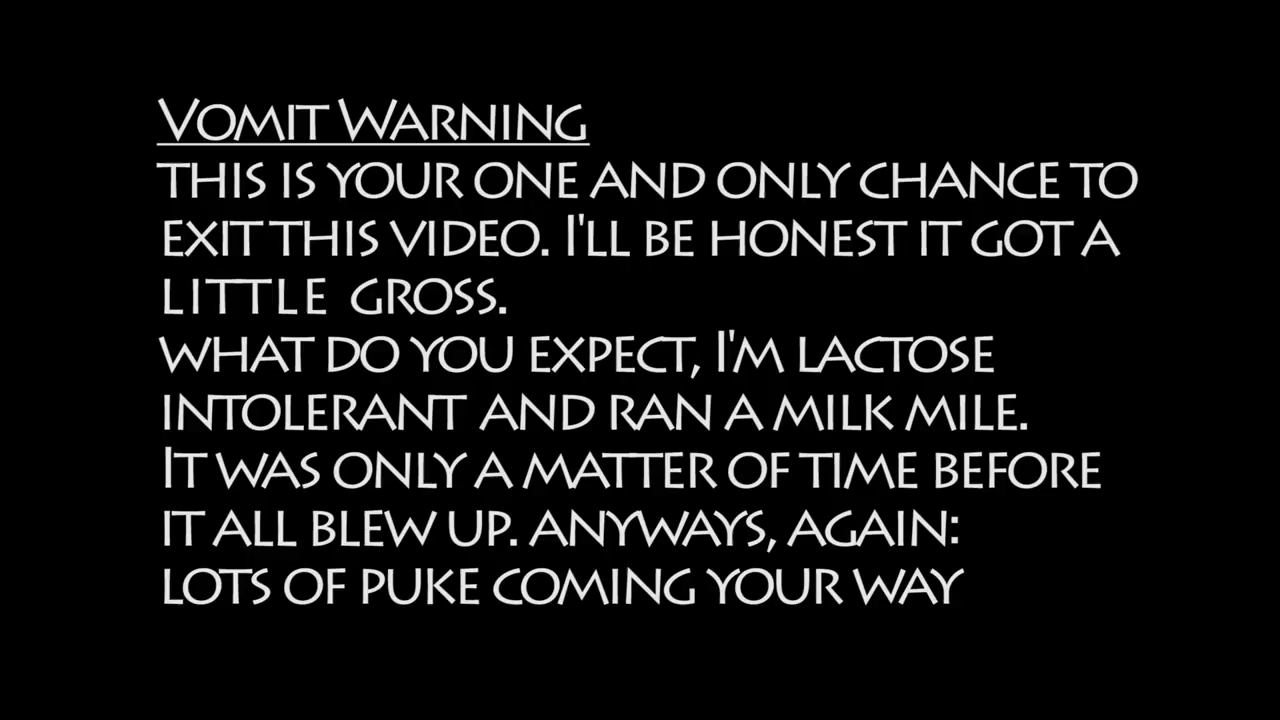 Vomit Warning
this is your one and only chance to
exit this video. I'll be honest it got a
little gross.
what do you expect, I'm lactose
intolerant and ran a milk mile.
It was only a matter of time before
it all blew up. anyways, again:
lots of puke coming your way